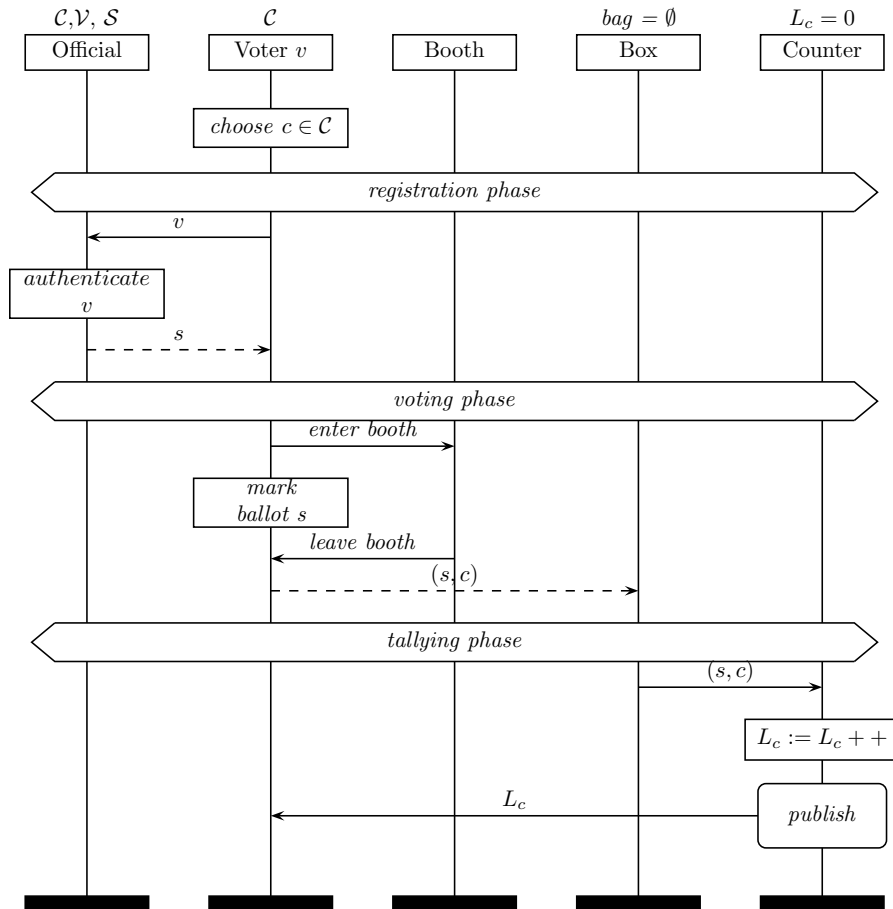 𝒞,𝒱, 𝒮
𝒞
bag = ∅
L_c = 0
Official
Voter v
Booth
Box
Counter
choose c ∈ 𝒞
registration phase
v
authenticate
v
s
voting phase
enter booth
mark
ballot s
leave booth
(s, c)
tallying phase
(s, c)
L_c := L_c + +
L_c
publish